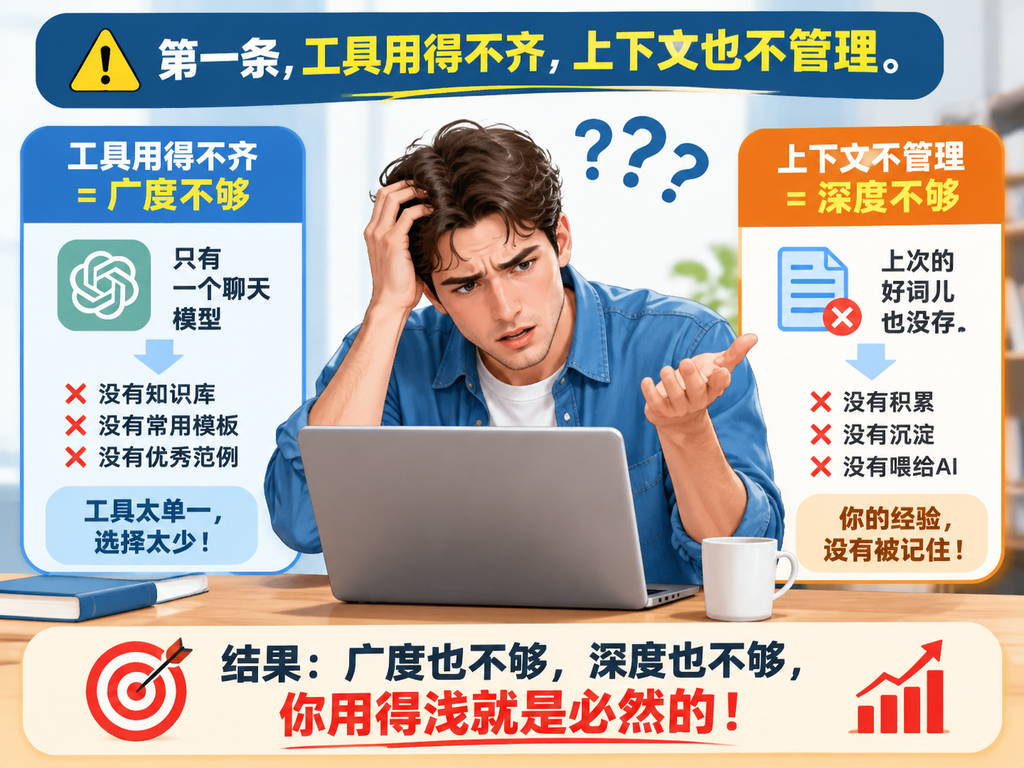 第一条，工具用得不齐，上下文也不管理。
工具用得不齐
= 广度不够
只有
一个聊天
模型
没有知识库
没有常用模板
没有优秀范例
工具太单一，
选择太少！
???
上下文不管理
= 深度不够
上次的
好词儿
也没存。
没有积累
没有沉淀
没有喂给AI
你的经验，
没有被记住！
结果：广度也不够，深度也不够，
你用得浅就是必然的！